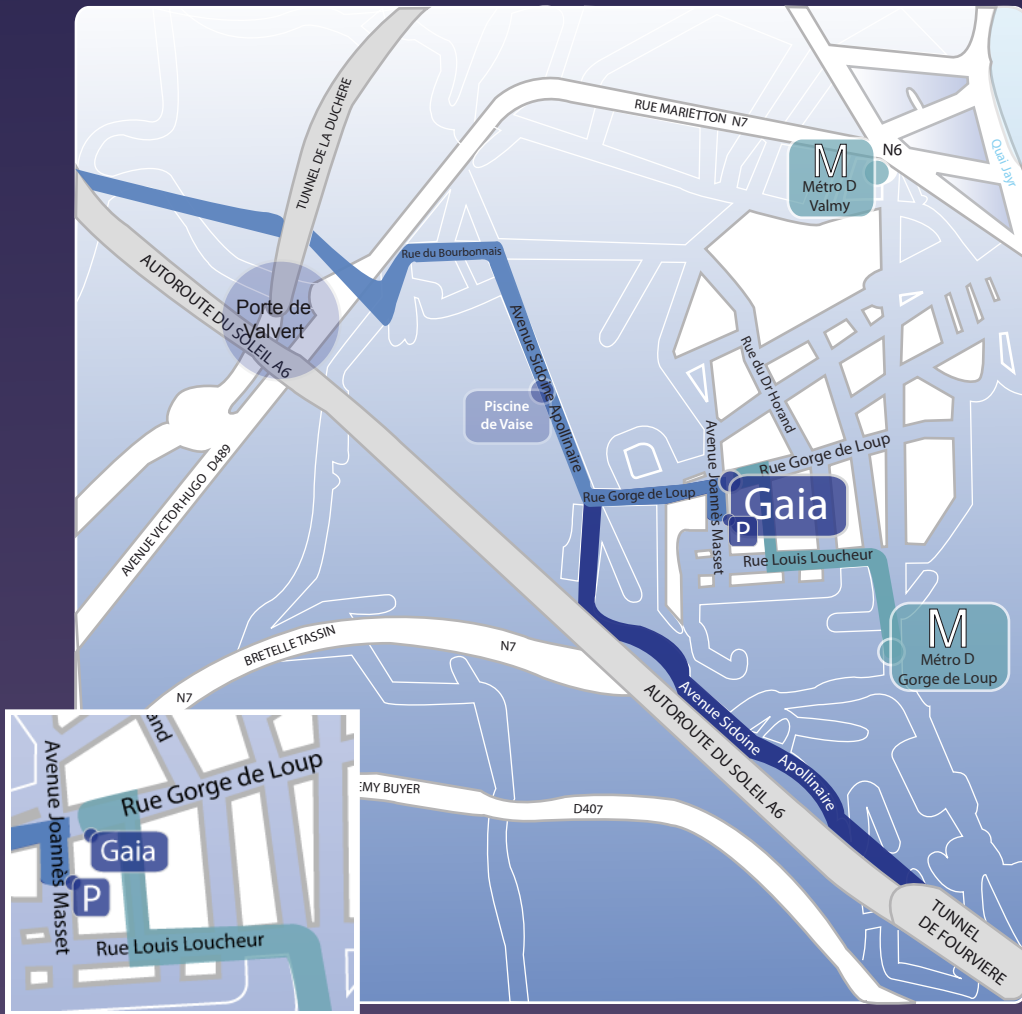 TUNNEL DE LA DUCHERE
RUE MARIETTON N7
N6
Quai Jayr
M
Métro D
Valmy
Rue du Bourbonnais
AUTOROUTE DU SOLEIL A6
Porte de
Valvert
Avenue Sidoine Apollinaire
Piscine
de Vaise
Rue du Dr Horand
Avenue Joannès Masset
Rue Gorge de Loup
Rue Gorge de Loup
Gaia
P
Rue Louis Loucheur
AVENUE VICTOR HUGO D489
M
Métro D
Gorge de Loup
BRETELLE TASSIN
N7
N7
AUTOROUTE DU SOLEIL A6
Avenue Sidoine
Apollinaire
EMY BUYER
D407
TUNNEL
DE FOURVIERE
and
Avenue Joannès Masset
Rue Gorge de Loup
Gaia
P
Rue Louis Loucheur